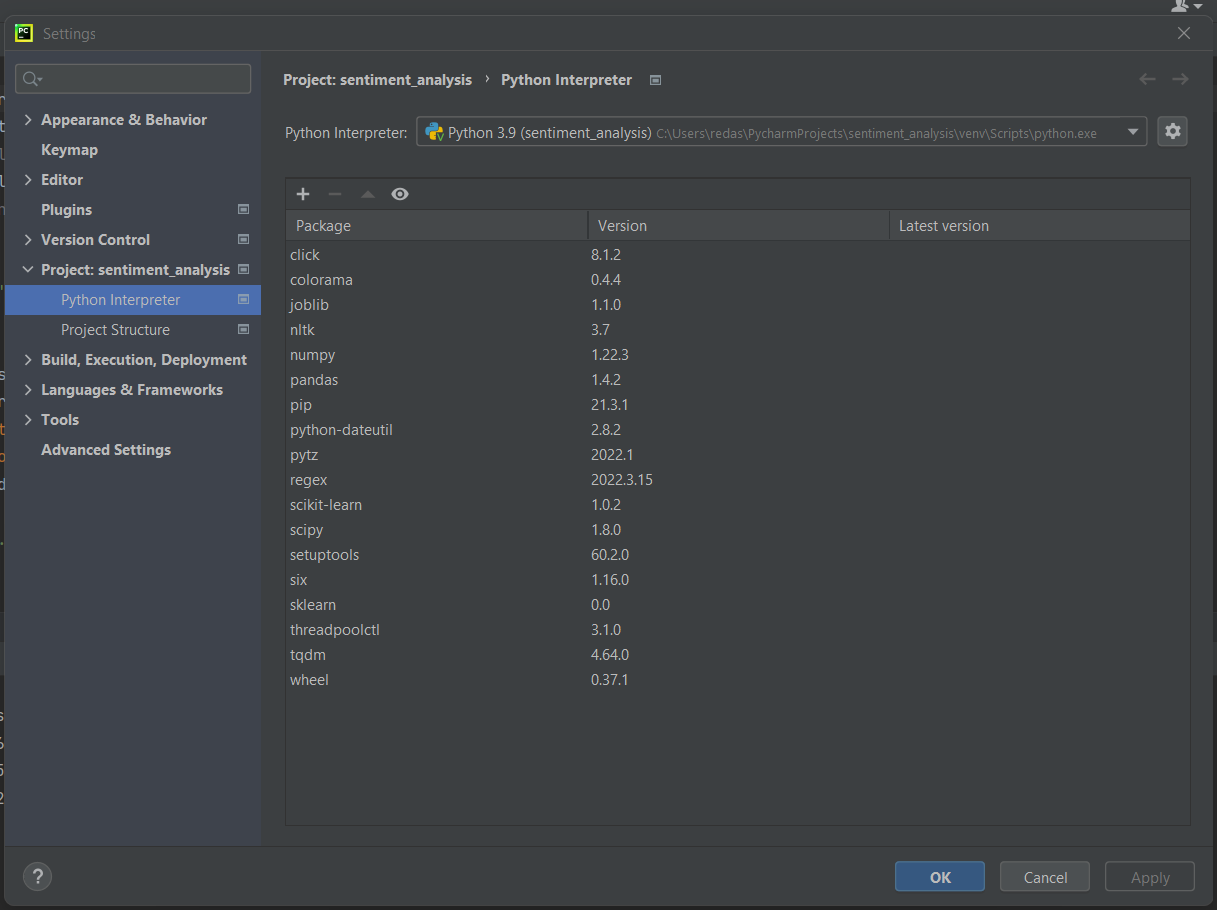 PC Settings
Appearance & Behavior
Keymap
Editor
Plugins
Version Control
Project: sentiment_analysis
Python Interpreter
Project Structure
Build, Execution, Deployment
Languages & Frameworks
Tools
Advanced Settings
Project: sentiment_analysis › Python Interpreter
Python Interpreter: Python 3.9 (sentiment_analysis) C:\Users\redas\PycharmProjects\sentiment_analysis\venv\Scripts\python.exe
Package Version Latest version
click 8.1.2
colorama 0.4.4
joblib 1.1.0
nltk 3.7
numpy 1.22.3
pandas 1.4.2
pip 21.3.1
python-dateutil 2.8.2
pytz 2022.1
regex 2022.3.15
scikit-learn 1.0.2
scipy 1.8.0
setuptools 60.2.0
six 1.16.0
sklearn 0.0
threadpoolctl 3.1.0
tqdm 4.64.0
wheel 0.37.1
? OK Cancel Apply